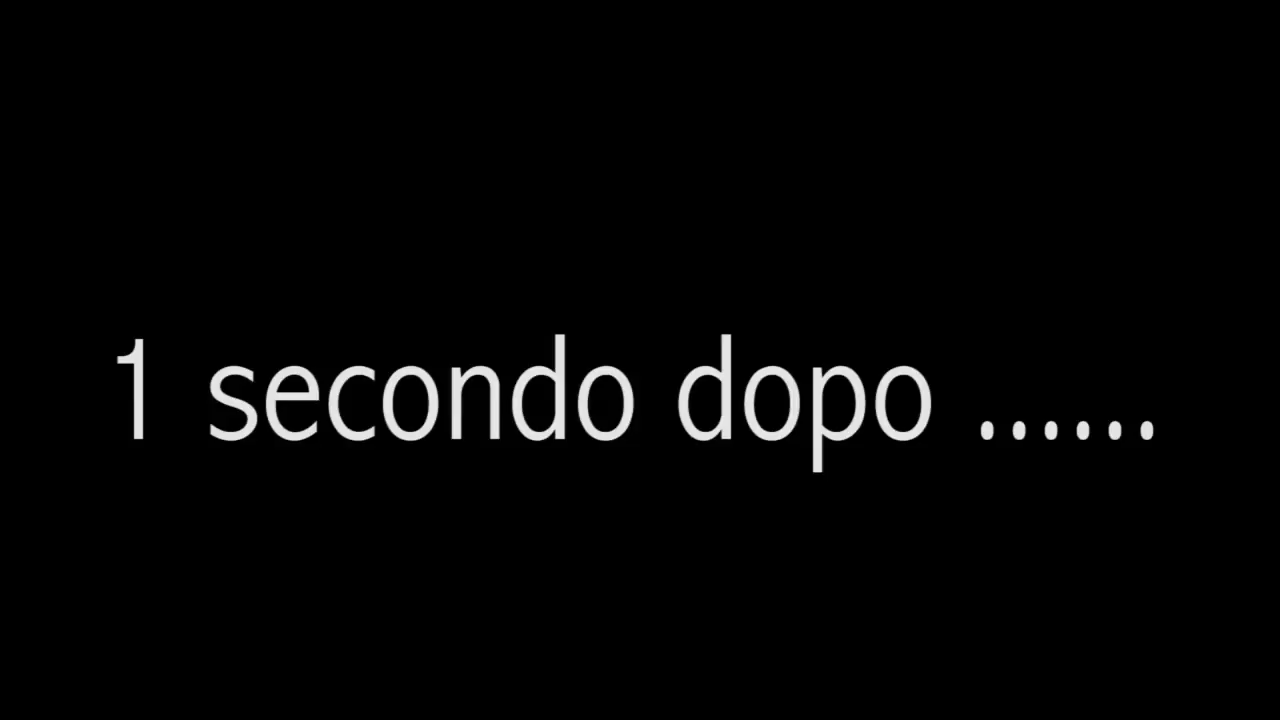 1 secondo dopo ......